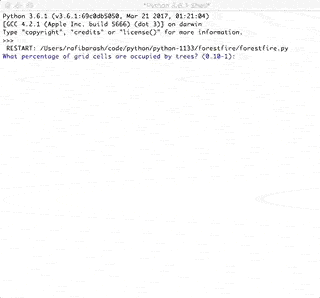 *Python 3.6.1 Shell*
Python 3.6.1 (v3.6.1:69c0db5050, Mar 21 2017, 01:21:04)
[GCC 4.2.1 (Apple Inc. build 5666) (dot 3)] on darwin
Type "copyright", "credits" or "license()" for more information.
>>>
RESTART: /Users/rafibarash/code/python/python-1133/forestfire/forestfire.py
What percentage of grid cells are occupied by trees? (0.10-1):